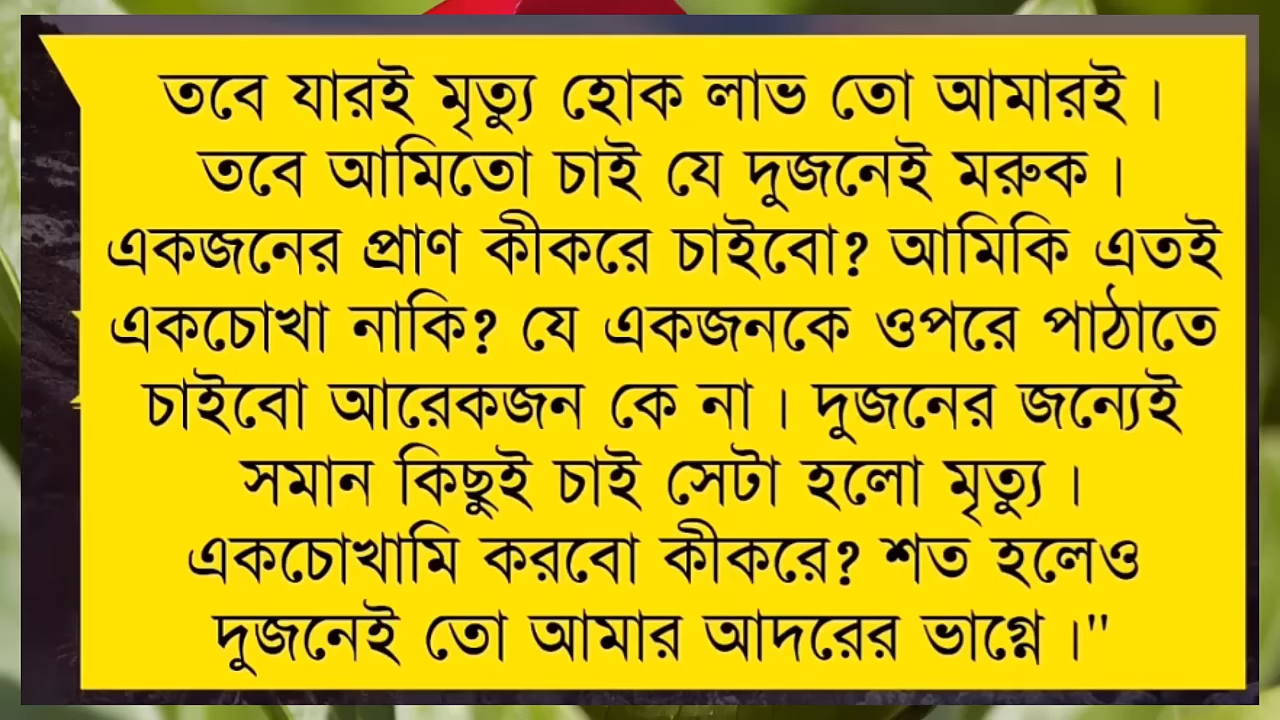 তবে যারই মৃত্যু হোক লাভ তো আমারই।
তবে আমিতো চাই যে দুজনেই মরুক।
একজনের প্রাণ কীকরে চাইবো? আমিকি এতই
একচোখা নাকি? যে একজনকে ওপরে পাঠাতে
চাইবো আরেকজন কে না। দুজনের জন্যেই
সমান কিছুই চাই সেটা হলো মৃত্যু।
একচোখামি করবো কীকরে? শত হলেও
দুজনেই তো আমার আদরের ভাগ্নে।"